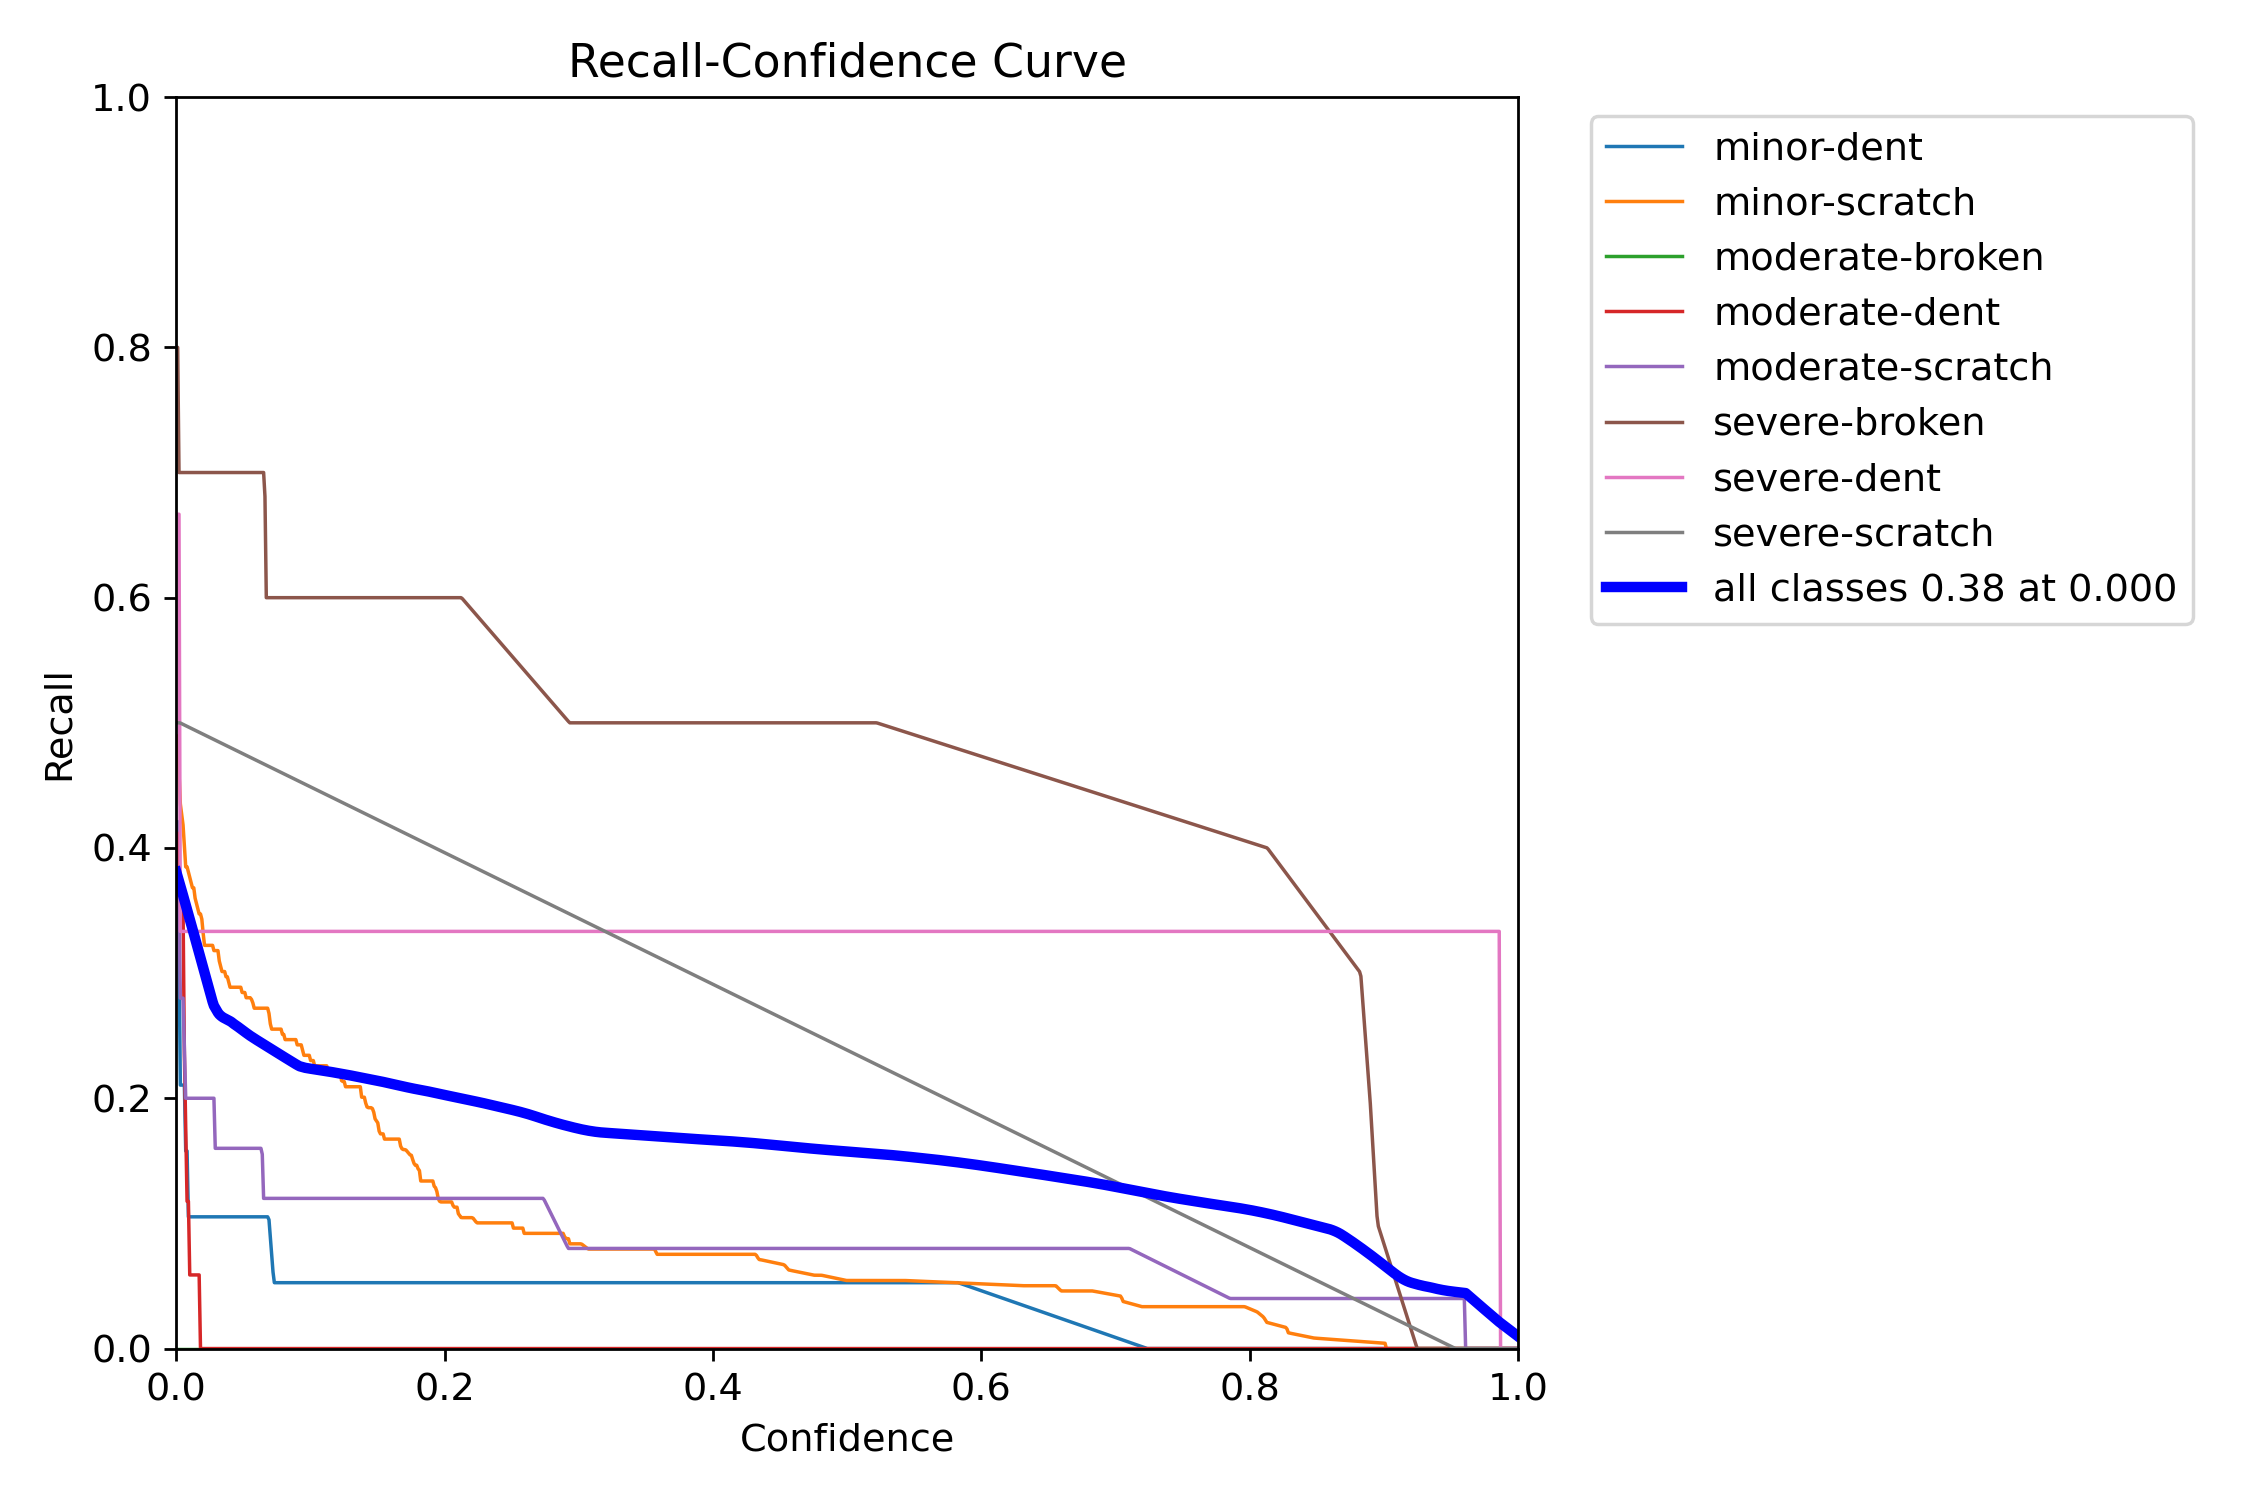 Recall-Confidence Curve
1.0
0.8
0.6
0.4
0.2
0.0
Recall
0.0 0.2 0.4 0.6 0.8 1.0
Confidence
minor-dent
minor-scratch
moderate-broken
moderate-dent
moderate-scratch
severe-broken
severe-dent
severe-scratch
all classes 0.38 at 0.000